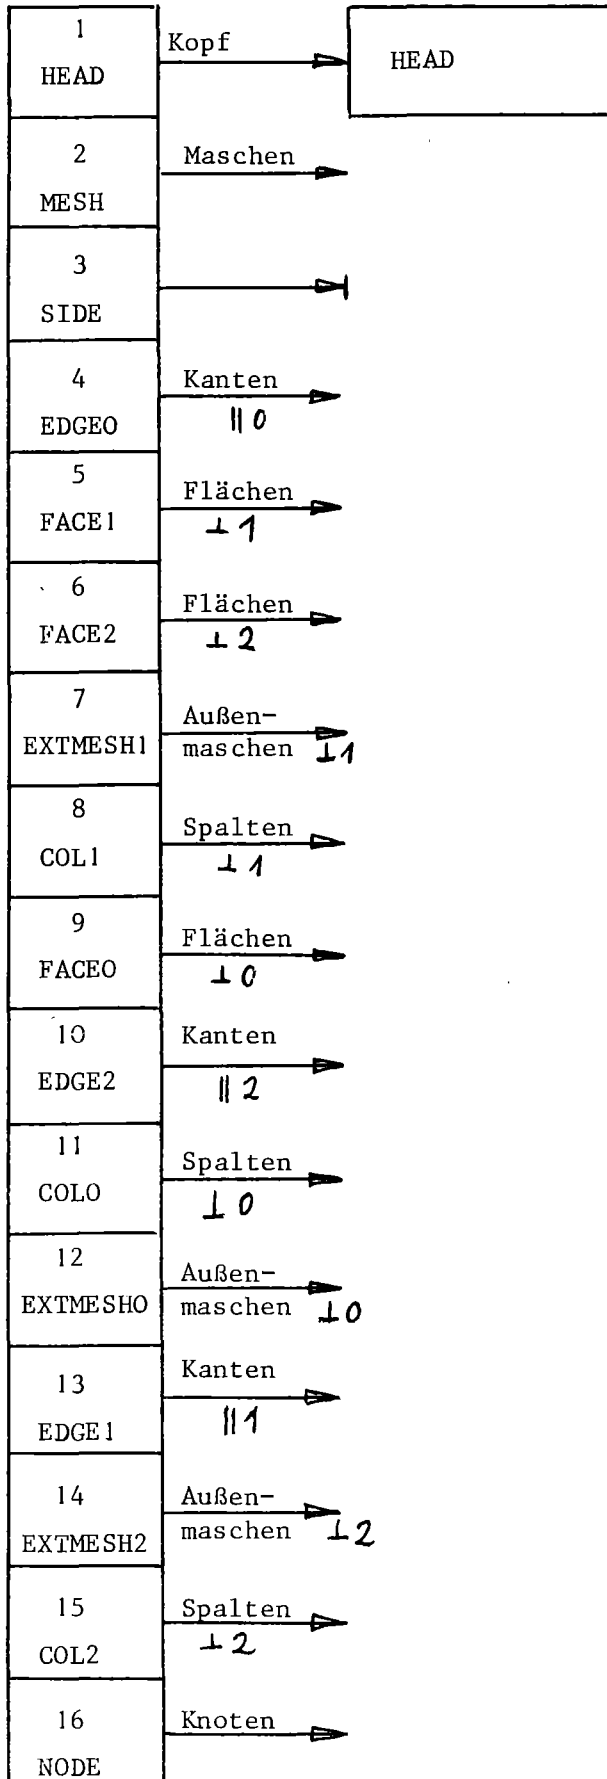 1
Kopf
HEAD
HEAD
2
Maschen
MESH
3
SIDE
4
Kanten
EDGEO
|| 0
5
Flächen
FACE1
⊥ 1
6
Flächen
FACE2
⊥ 2
7
Außen-
EXTMESH1
maschen ⊥1
8
Spalten
COL1
⊥ 1
9
Flächen
FACEO
⊥ 0
10
Kanten
EDGE2
|| 2
11
Spalten
COLO
⊥ 0
12
Außen-
EXTMESHO
maschen ⊥0
Kanten
13
EDGE1
||1
14
Außen-
EXTMESH2
maschen ⊥2
15
Spalten
COL2
⊥ 2
16
Knoten
NODE